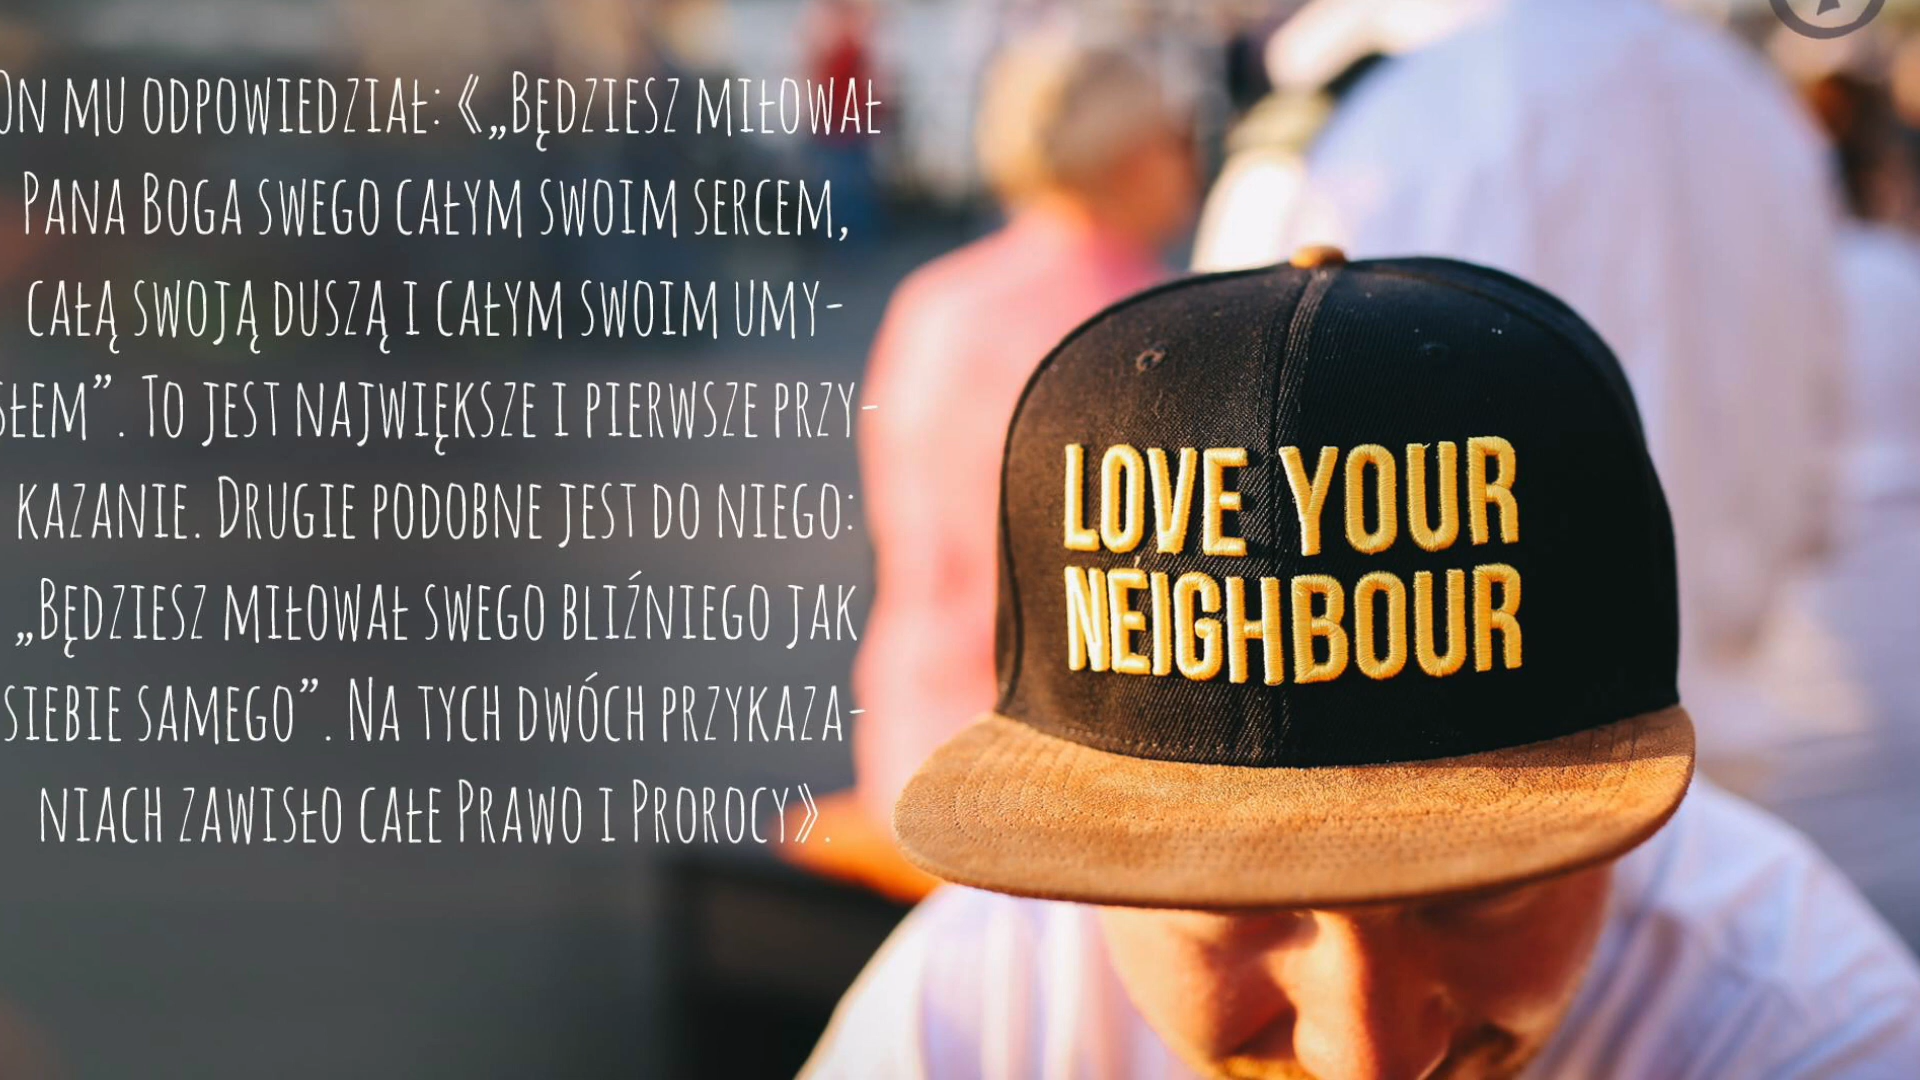 On mu odpowiedział: 《„Będziesz miłował
Pana Boga swego całym swoim sercem,
całą swoją duszą i całym swoim umy-
słem”. To jest największe i pierwsze przy-
kazanie. Drugie podobne jest do niego:
„Będziesz miłował swego bliźniego jak
siebie samego”. Na tych dwóch przykaza-
niach zawisło całe Prawo i Prorocy》.
LOVE YOUR
NEIGHBOUR